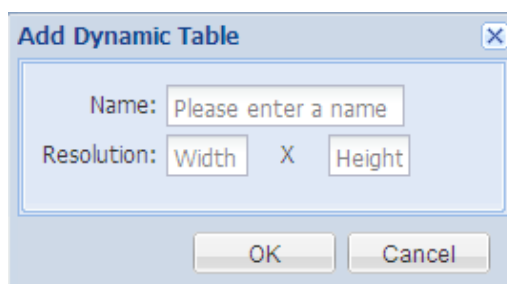 Add Dynamic Table
Name: Please enter a name
Resolution: Width X Height
OK Cancel